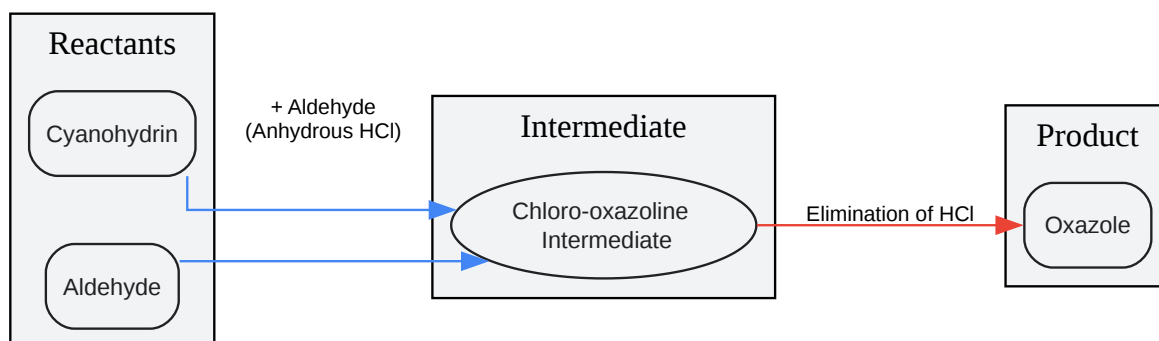 Reactants
Cyanohydrin
Aldehyde
+ Aldehyde
(Anhydrous HCl)
Intermediate
Chloro-oxazoline
Intermediate
Elimination of HCl
Product
Oxazole